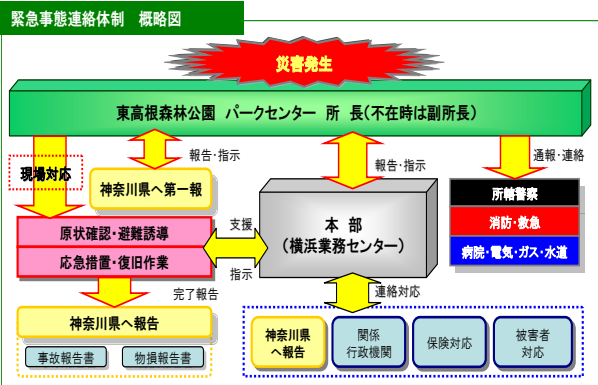 緊急事態連絡体制　概略図
災害発生
東高根森林公園　パークセンター　所　長（不在時は副所長）
現場対応
報告・指示
報告・指示
通報・連絡
神奈川県へ第一報
所轄警察
消防・救急
病院・電気・ガス・水道
原状確認・避難誘導
応急措置・復旧作業
支援
指示
本　部
（横浜業務センター）
完了報告
連絡対応
神奈川県へ報告
事故報告書
物損報告書
神奈川県
へ報告
関係
行政機関
保険対応
被害者
対応